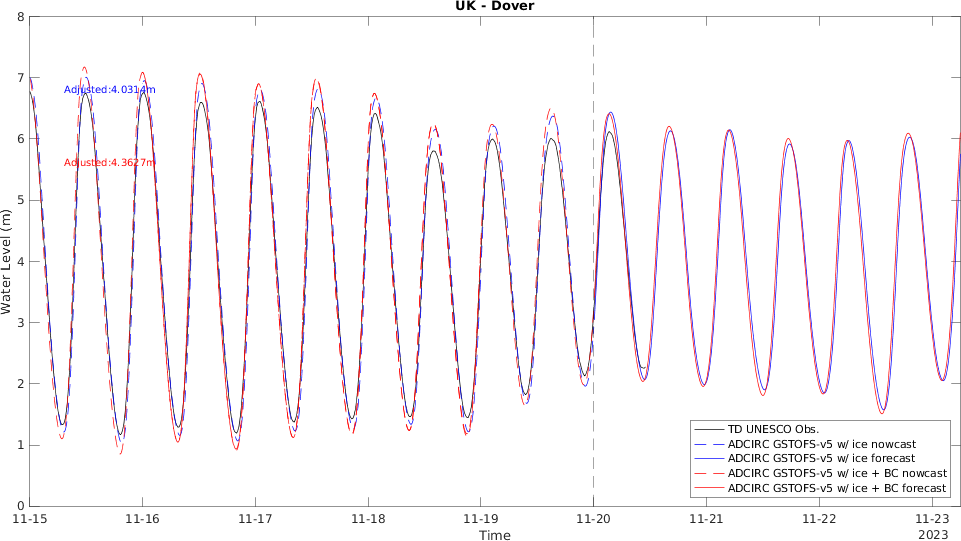 UK - Dover
8
7
6
5
4
3
2
1
0
Water Level (m)
Adjusted:4.0314m
Adjusted:4.3627m
TD UNESCO Obs.
ADCIRC GSTOFS-v5 w/ ice nowcast
ADCIRC GSTOFS-v5 w/ ice forecast
ADCIRC GSTOFS-v5 w/ ice + BC nowcast
ADCIRC GSTOFS-v5 w/ ice + BC forecast
11-15 11-16 11-17 11-18 11-19 11-20 11-21 11-22 11-23
Time
2023